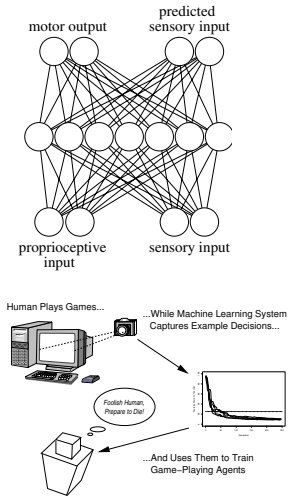 predicted
motor output sensory input
proprioceptive sensory input
input
Human Plays Games...
...While Machine Learning System
Captures Example Decisions...
Foolish Human,
Prepare to Die!
...And Uses Them to Train
Game−Playing Agents